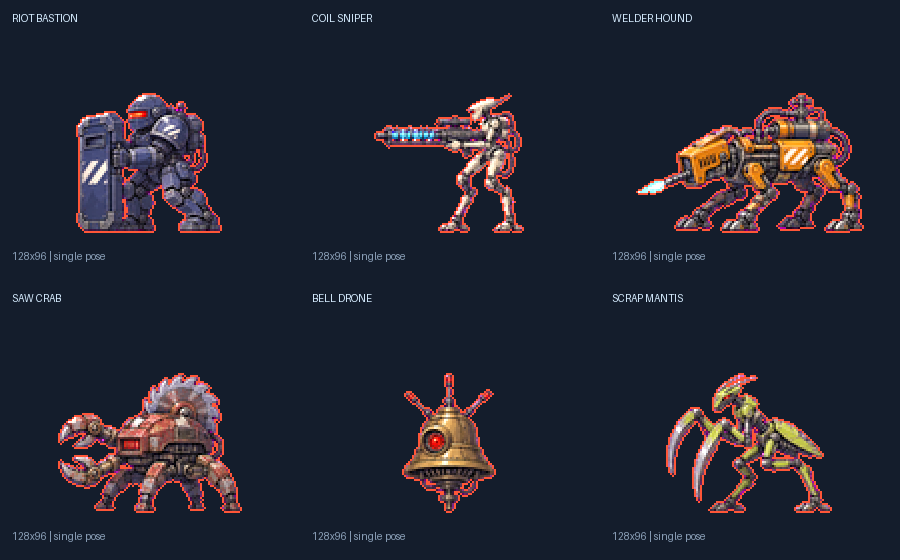 RIOT BASTION
COIL SNIPER
WELDER HOUND
128x96 | single pose
128x96 | single pose
128x96 | single pose
SAW CRAB
BELL DRONE
SCRAP MANTIS
128x96 | single pose
128x96 | single pose
128x96 | single pose